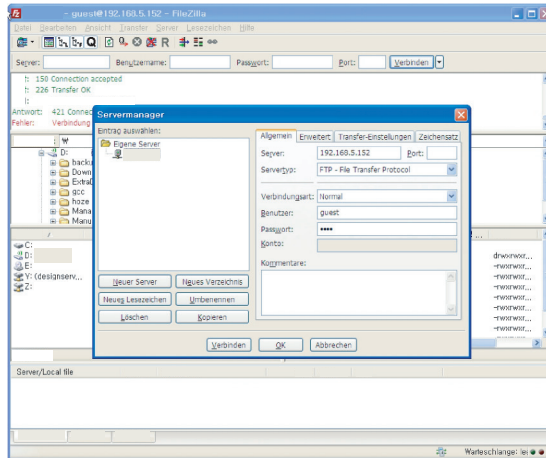 - guest@192.168.5.152 - FileZilla
Datei Bearbeiten Ansicht Transfer Server Lesezeichen Hilfe
Server: Benutzername: Passwort: Port: Verbinden
150 Connection accepted
226 Transfer OK
Antwort: 421 Connec
Fehler: Verbindung
Servermanager
Eintrag auswählen:
Eigene Server
Neuer Server Neues Verzeichnis
Neues Lesezeichen Umbenennen
Löschen Kopieren
Allgemein Erweitert Transfer-Einstellungen Zeichensatz
Server: 192.168.5.152 Port:
Servertyp: FTP - File Transfer Protocol
Verbindungsart: Normal
Benutzer: guest
Passwort: ••••
Konto:
Kommentare:
Verbinden OK Abbrechen
D:
backu
Down
ExtraD
gcc
hoze
Mana
Manu
C:
D:
E:
Y: (designserv...
Z:
drwxrwxr...
-rwxrwxr...
-rwxrwxr...
-rwxrwxr...
-rwxrwxr...
-rwxrwxr...
-rwxrwxr...
Server/Local file
Warteschlange: lee